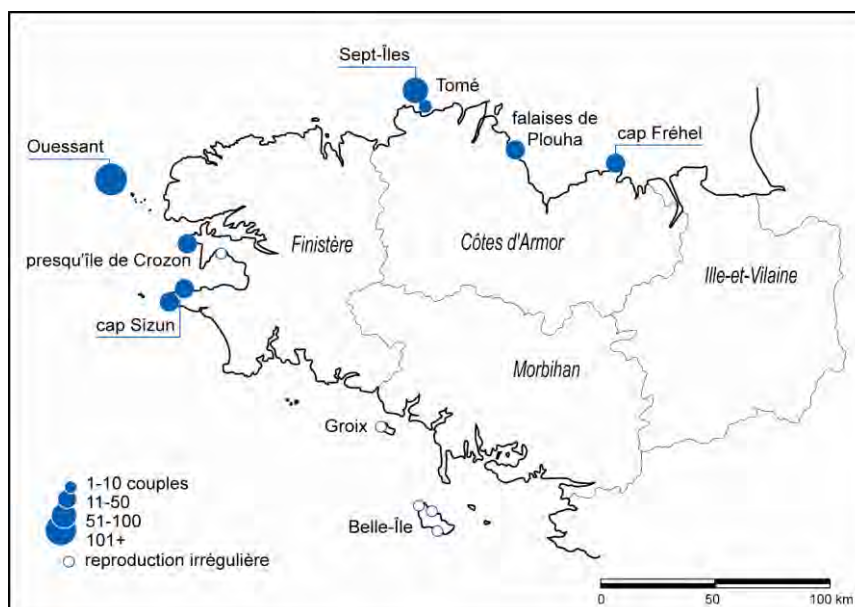 Sept-Îles
Tomé
falaises de
Plouha
cap Fréhel
Ouessant
Finistère
Côtes d'Armor
presqu'île de Crozon
Ille-et-Vilaine
cap Sizun
Morbihan
Groix
1-10 couples
11-50
51-100
101+
Belle-Île
reproduction irrégulière
0 50 100 km